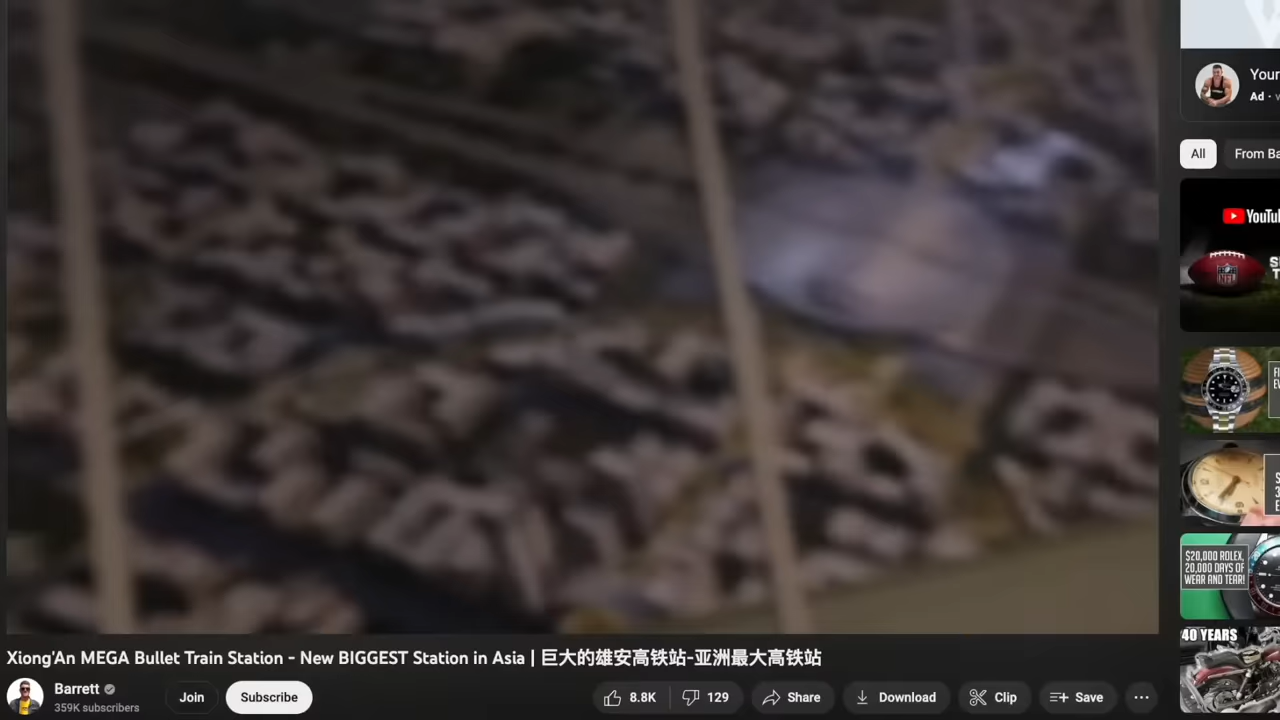 Your
Ad
All
From Ba
YouTu
NFL
$20,000 ROLEX,
20,000 DAYS OF
WEAR AND TEAR!
40 YEARS
Xiong'An MEGA Bullet Train Station - New BIGGEST Station in Asia | 巨大的雄安高铁站-亚洲最大高铁站
Barrett
359K subscribers
Join
Subscribe
8.8K
129
Share
Download
Clip
Save